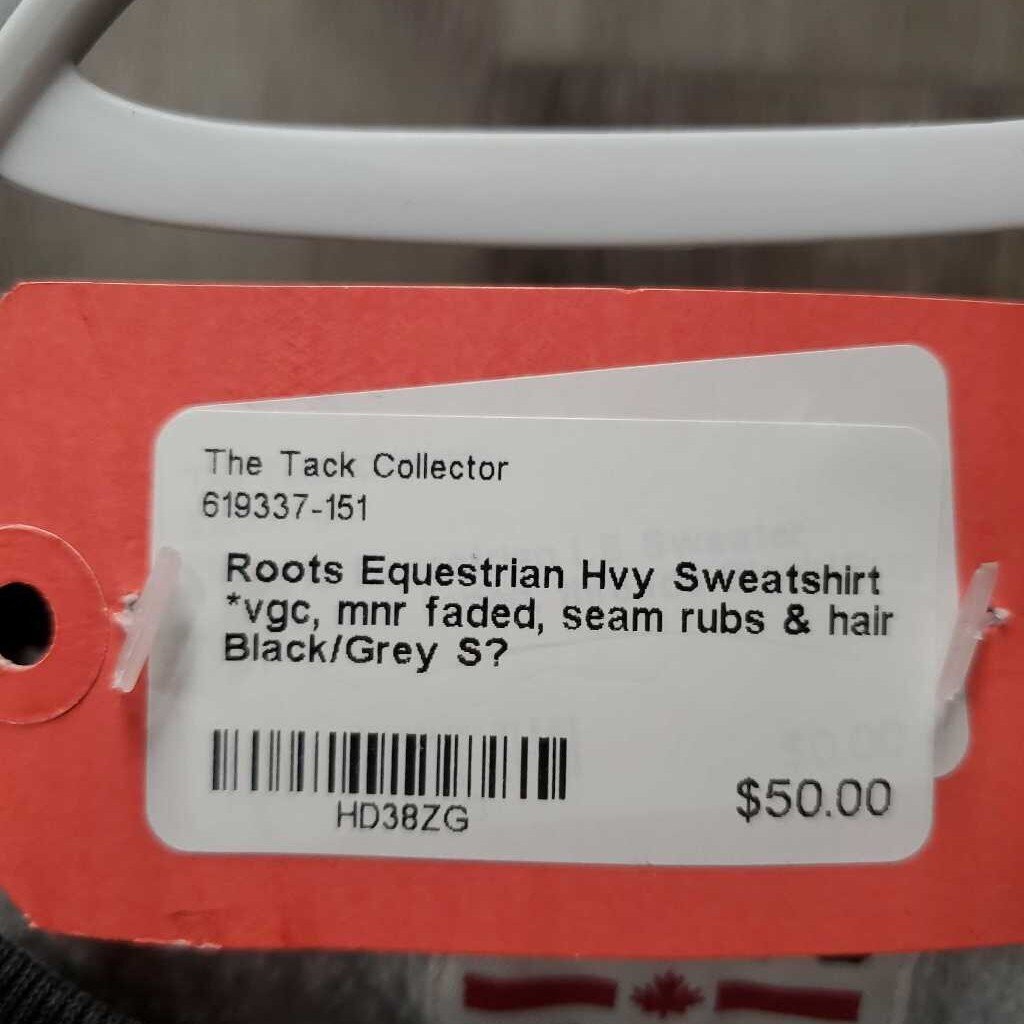 The Tack Collector
619337-151
Roots Equestrian Hvy Sweatshirt
*vgc, mnr faded, seam rubs & hair
Black/Grey S?
HD38ZG
$50.00